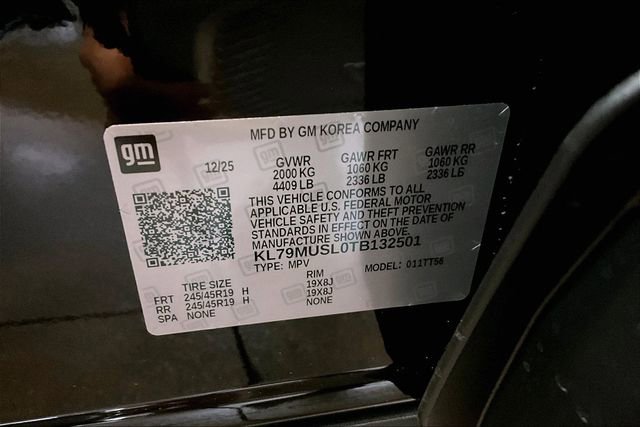 gm
MFD BY GM KOREA COMPANY
12/25 GVWR GAWR FRT GAWR RR
2000 KG 1060 KG 1060 KG
4409 LB 2336 LB 2336 LB
THIS VEHICLE CONFORMS TO ALL
APPLICABLE U.S. FEDERAL MOTOR
VEHICLE SAFETY AND THEFT PREVENTION
STANDARDS IN EFFECT ON THE DATE OF
MANUFACTURE SHOWN ABOVE.
KL79MUSL0TB132501
TYPE: MPV MODEL: 011TT56
TIRE SIZE RIM
FRT 245/45R19 H 19X8J
RR 245/45R19 H 19X8J
SPA NONE NONE